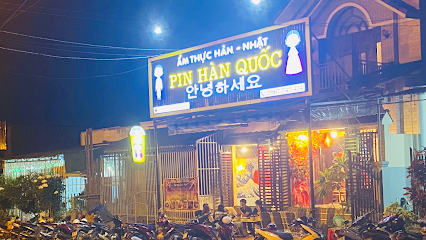 ẨM THỰC HÀN - NHẬT
PIN HÀN QUỐC
안녕하세요